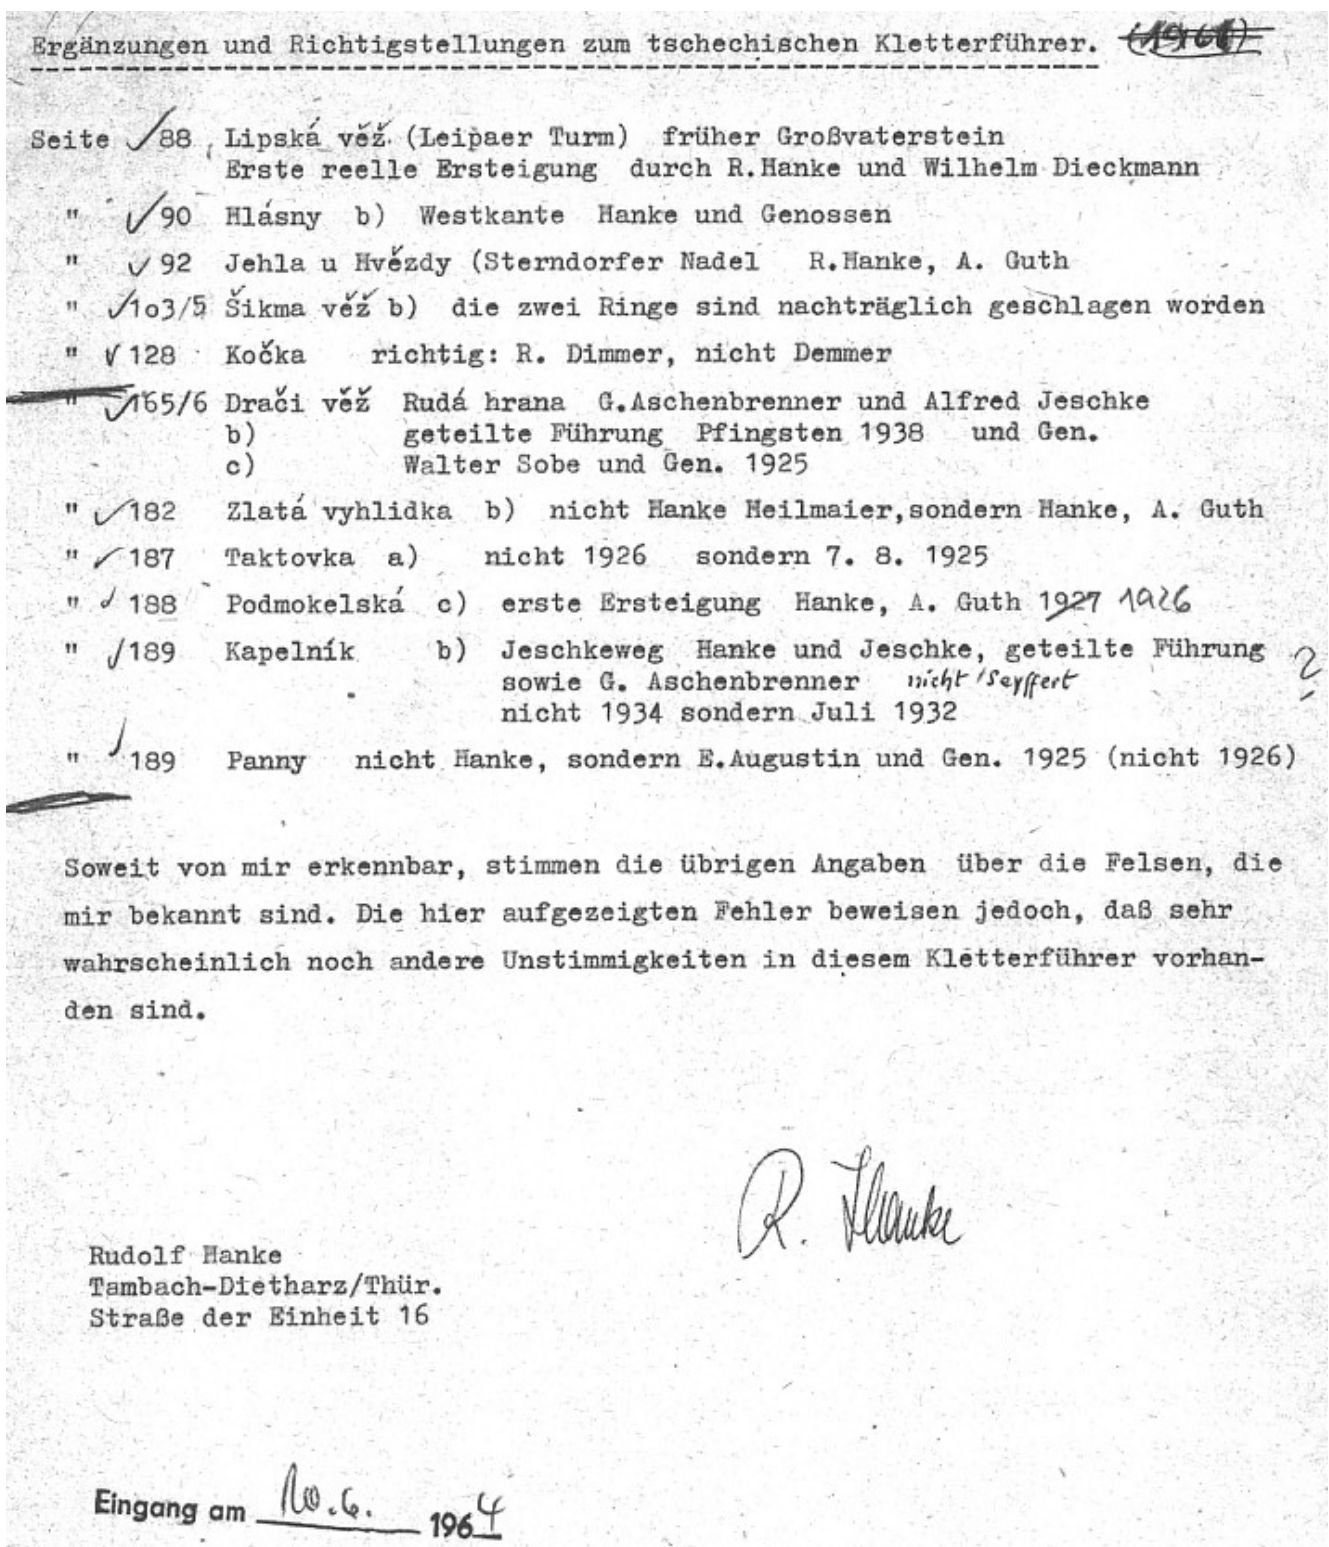 Ergänzungen und Richtigstellungen zum tschechischen Kletterführer.
Seite 88 Lipská věž (Leipaer Turm) früher Großvaterstein
Erste reelle Ersteigung durch R.Hanke und Wilhelm Dieckmann
" 90 Hlásny b) Westkante Hanke und Genossen
" 92 Jehla u Hvězdy (Sterndorfer Nadel R.Hanke, A. Guth
" 1o3/5 Šikma věž b) die zwei Ringe sind nachträglich geschlagen worden
" 128 Kočka richtig: R. Dimmer, nicht Demmer
" 165/6 Drači věž Rudá hrana G.Aschenbrenner und Alfred Jeschke
b) geteilte Führung Pfingsten 1938 und Gen.
c) Walter Sobe und Gen. 1925
" 182 Zlatá vyhlidka b) nicht Hanke Heilmaier,sondern Hanke, A. Guth
" 187 Taktovka a) nicht 1926 sondern 7. 8. 1925
" 188 Podmokelská c) erste Ersteigung Hanke, A. Guth 1927 1926
" 189 Kapelník b) Jeschkeweg Hanke und Jeschke, geteilte Führung ?
sowie G. Aschenbrenner nicht Seyffert
nicht 1934 sondern Juli 1932
" 189 Panny nicht Hanke, sondern E.Augustin und Gen. 1925 (nicht 1926)
Soweit von mir erkennbar, stimmen die übrigen Angaben über die Felsen, die
mir bekannt sind. Die hier aufgezeigten Fehler beweisen jedoch, daß sehr
wahrscheinlich noch andere Unstimmigkeiten in diesem Kletterführer vorhan-
den sind.
R. Hanke
Rudolf Hanke
Tambach-Dietharz/Thür.
Straße der Einheit 16
Eingang am 10.6. 1964